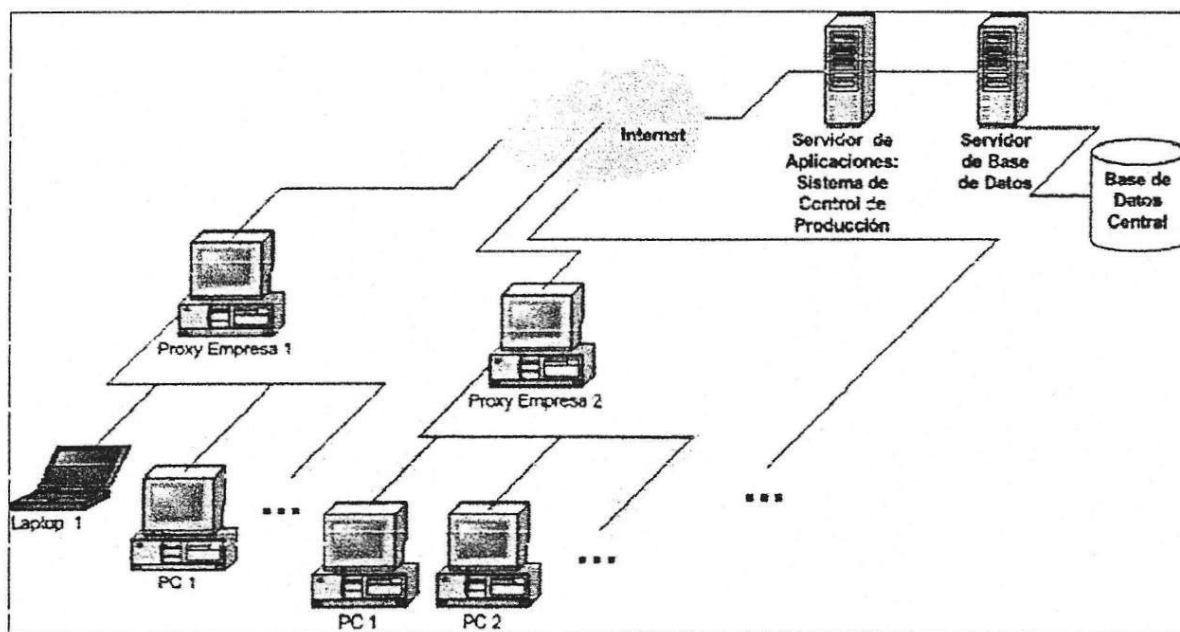 Internet
Servidor de
Aplicaciones:
Sistema de
Control de
Producción
Servidor
de Base
de Datos
Base de
Datos
Central
Proxy Empresa 1
Proxy Empresa 2
Laptop 1
PC 1
...
PC 1
PC 2
...
...